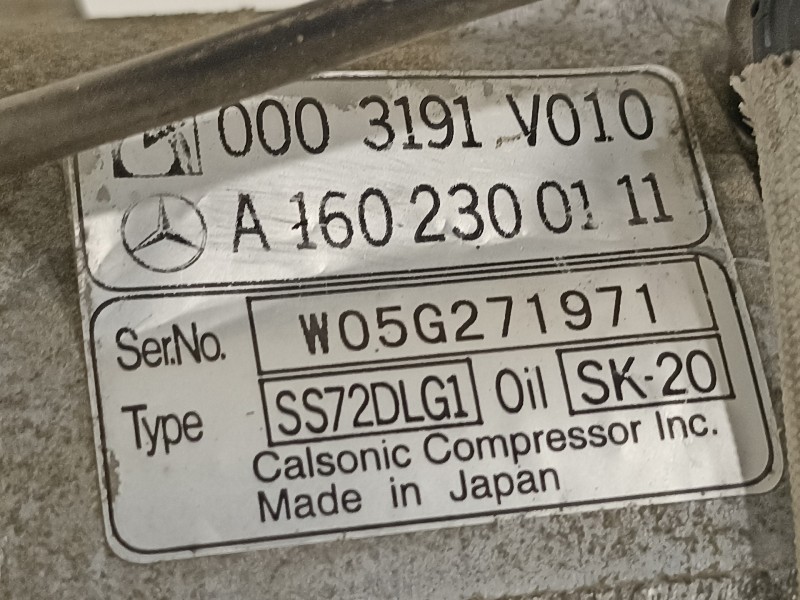 000 3191 V010
A 160 230 01 11
Ser.No. W05G271971
Type SS72DLG1 Oil SK-20
Calsonic Compressor Inc.
Made in Japan